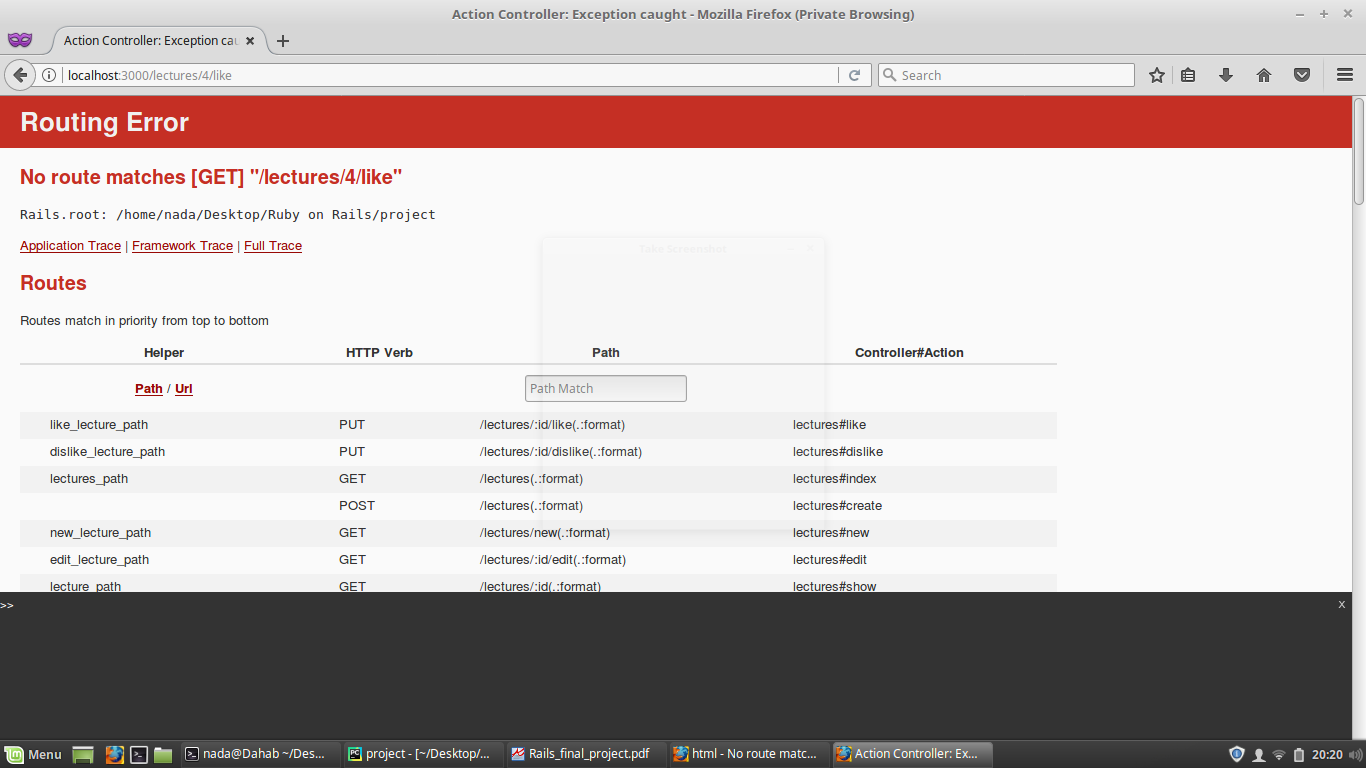 Action Controller: Exception caught - Mozilla Firefox (Private Browsing)
Action Controller: Exception cau
localhost:3000/lectures/4/like
Search
Routing Error
No route matches [GET] "/lectures/4/like"
Rails.root: /home/nada/Desktop/Ruby on Rails/project
Application Trace | Framework Trace | Full Trace
Take Screenshot
Routes
Routes match in priority from top to bottom
Helper HTTP Verb Path Controller#Action
Path / Url Path Match
like_lecture_path PUT /lectures/:id/like(.:format) lectures#like
dislike_lecture_path PUT /lectures/:id/dislike(.:format) lectures#dislike
lectures_path GET /lectures(.:format) lectures#index
POST /lectures(.:format) lectures#create
new_lecture_path GET /lectures/new(.:format) lectures#new
edit_lecture_path GET /lectures/:id/edit(.:format) lectures#edit
lecture_path GET /lectures/:id(.:format) lectures#show
>> x
Menu nada@Dahab ~/Des... project - [~/Desktop/... Rails_final_project.pdf html - No route matc... Action Controller: Ex... 20:20